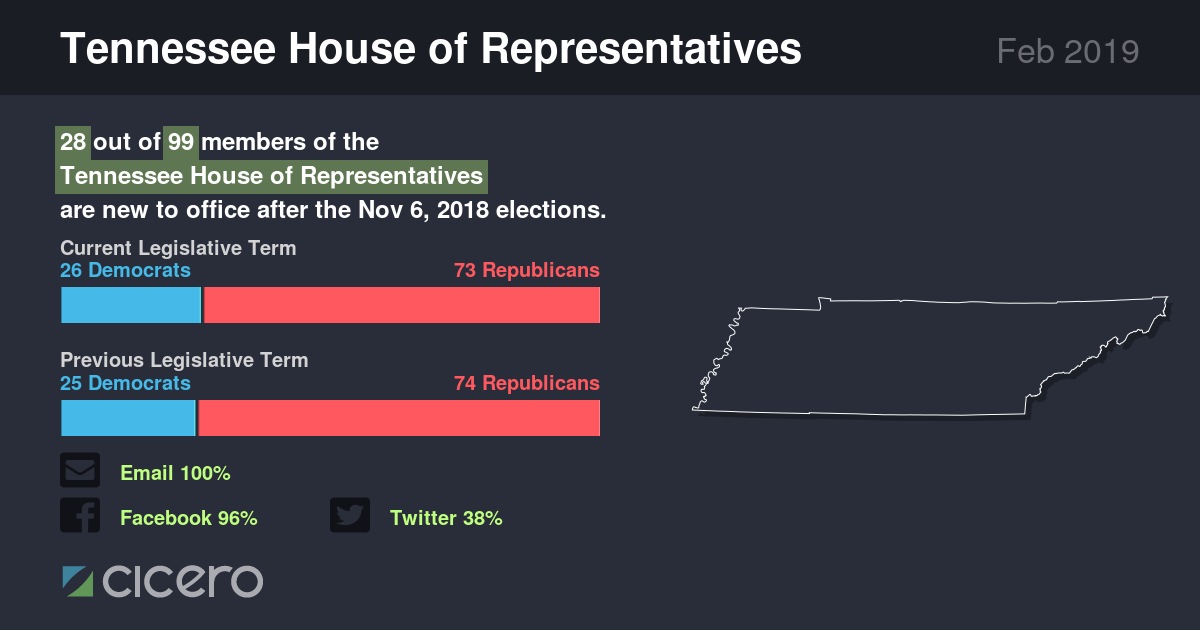 Tennessee House of Representatives
Feb 2019
28 out of 99 members of the
Tennessee House of Representatives
are new to office after the Nov 6, 2018 elections.
Current Legislative Term
26 Democrats
73 Republicans
Previous Legislative Term
25 Democrats
74 Republicans
Email 100%
Facebook 96%
Twitter 38%
cicero